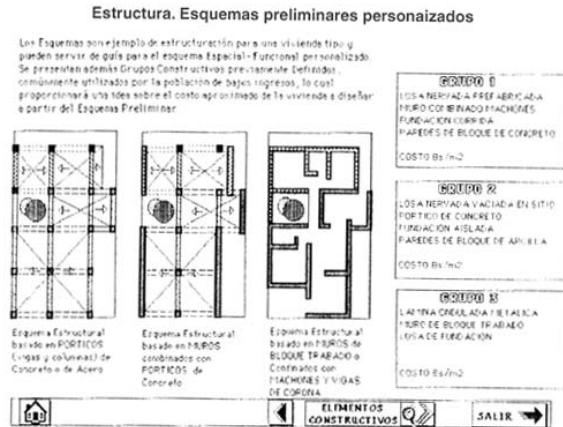 Estructura. Esquemas preliminares personaizados
Los Esquemas son ejemplo de estructuración para una vivienda tipo y
pueden servir de guía para el esquema Espacial-Funcional personalizado.
Se presentan además Grupos Constructivos previamente Definidos,
comúnmente utilizados por la población de bajos ingresos, lo cual
proporcionará una idea sobre el costo aproximado de la vivienda a diseñar
a partir del Esquema Preliminar.
GRUPO 1
LOSA NERVADA PREFABRICADA
MURO COMBINADO MACHONES
FUNDACION CORRIDA
PAREDES DE BLOQUE DE CONCRETO
COSTO Bs/m2
GRUPO 2
LOSA NERVADA VACIADA EN SITIO
PORTICO DE CONCRETO
FUNDACION AISLADA
PAREDES DE BLOQUE DE ARCILLA
COSTO Bs/m2
GRUPO 3
LAMINA ONDULADA METALICA
MURO DE BLOQUE TRABADO
LOSA DE FUNDACION
COSTO Bs/m2
Esquema Estructural
basado en PORTICOS
(vigas y columnas) de
Concreto o de Acero
Esquema Estructural
basado en MUROS
combinados con
PORTICOS de
Concreto
Esquema Estructural
basado en MUROS de
BLOQUE TRABADO o
Confinados con
MACHONES Y VIGAS
DE CORONA
ELEMENTOS
CONSTRUCTIVOS
SALIR